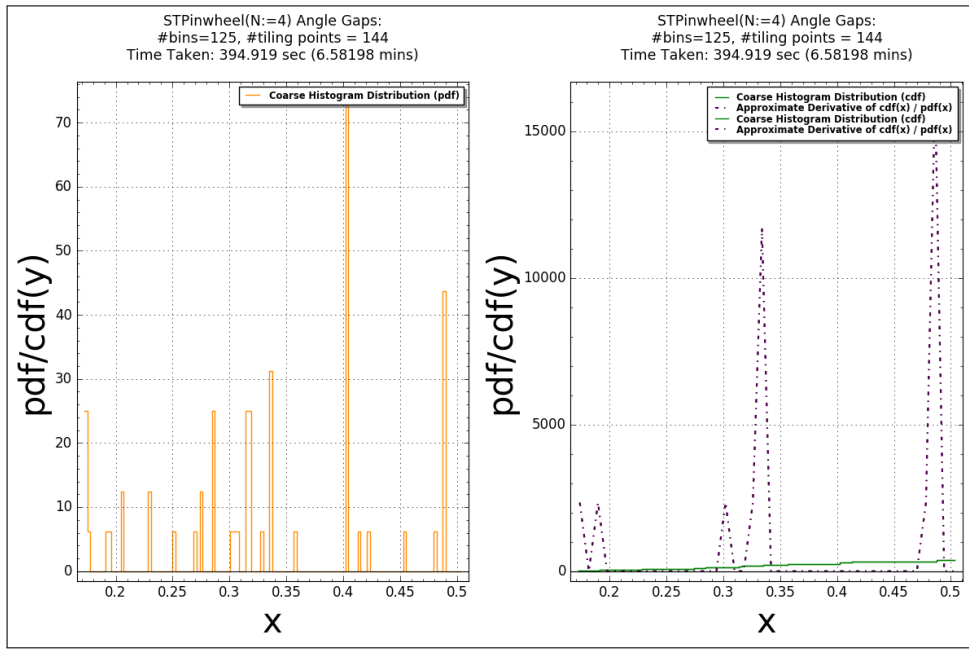 STPinwheel(N:=4) Angle Gaps:
#bins=125, #tiling points = 144
Time Taken: 394.919 sec (6.58198 mins)
Coarse Histogram Distribution (pdf)
pdf/cdf(y)
70
60
50
40
30
20
10
0
0.2
0.25
0.3
0.35
0.4
0.45
0.5
x
STPinwheel(N:=4) Angle Gaps:
#bins=125, #tiling points = 144
Time Taken: 394.919 sec (6.58198 mins)
Coarse Histogram Distribution (cdf)
Approximate Derivative of cdf(x) / pdf(x)
Coarse Histogram Distribution (cdf)
Approximate Derivative of cdf(x) / pdf(x)
pdf/cdf(y)
15000
10000
5000
0
0.2
0.25
0.3
0.35
0.4
0.45
0.5
x